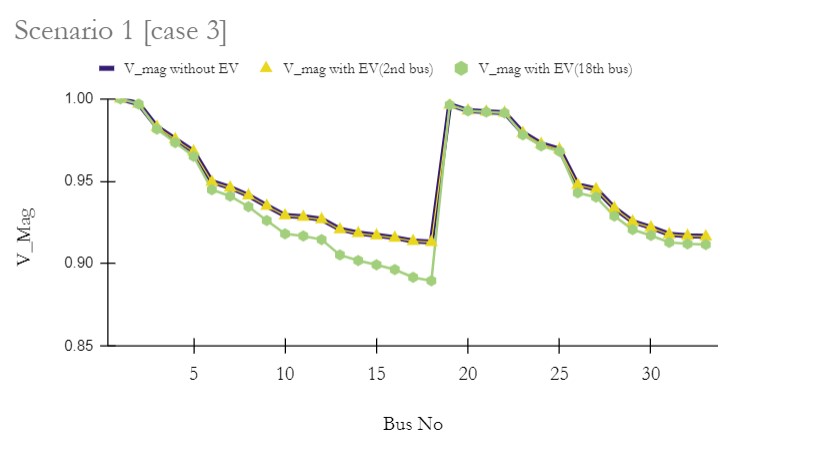 Scenario 1 [case 3]
V_mag without EV V_mag with EV(2nd bus) V_mag with EV(18th bus)
1.00
0.95
0.90
0.85
V_Mag
5 10 15 20 25 30
Bus No